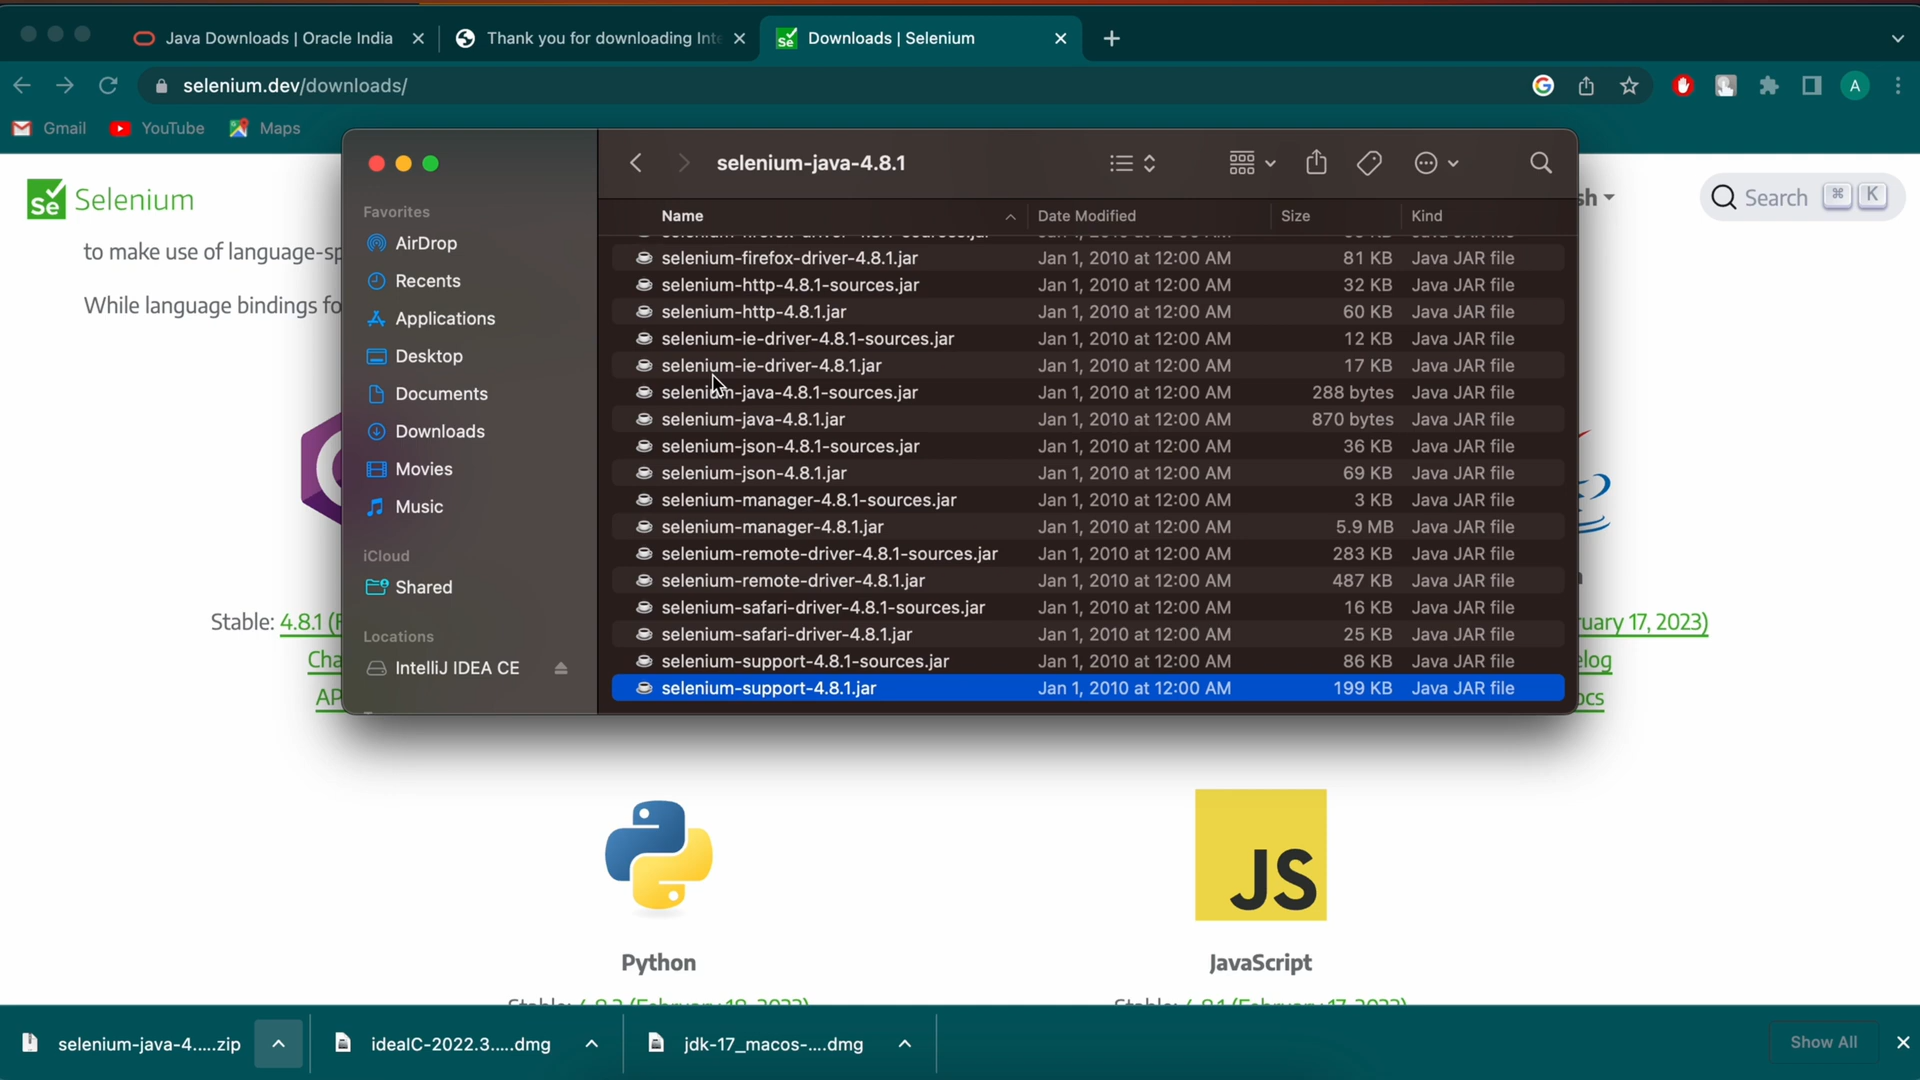 Java Downloads | Oracle India
Thank you for downloading Inte
Downloads | Selenium
selenium.dev/downloads/
A
Gmail
YouTube
Maps
Selenium
to make use of language-sp
While language bindings fo
sh
Search ⌘ K
Favorites
AirDrop
Recents
Applications
Desktop
Documents
Downloads
Movies
Music
iCloud
Shared
Locations
IntelliJ IDEA CE
selenium-java-4.8.1
Name Date Modified Size Kind
selenium-firefox-driver-4.8.1.jar Jan 1, 2010 at 12:00 AM 81 KB Java JAR file
selenium-http-4.8.1-sources.jar Jan 1, 2010 at 12:00 AM 32 KB Java JAR file
selenium-http-4.8.1.jar Jan 1, 2010 at 12:00 AM 60 KB Java JAR file
selenium-ie-driver-4.8.1-sources.jar Jan 1, 2010 at 12:00 AM 12 KB Java JAR file
selenium-ie-driver-4.8.1.jar Jan 1, 2010 at 12:00 AM 17 KB Java JAR file
selenium-java-4.8.1-sources.jar Jan 1, 2010 at 12:00 AM 288 bytes Java JAR file
selenium-java-4.8.1.jar Jan 1, 2010 at 12:00 AM 870 bytes Java JAR file
selenium-json-4.8.1-sources.jar Jan 1, 2010 at 12:00 AM 36 KB Java JAR file
selenium-json-4.8.1.jar Jan 1, 2010 at 12:00 AM 69 KB Java JAR file
selenium-manager-4.8.1-sources.jar Jan 1, 2010 at 12:00 AM 3 KB Java JAR file
selenium-manager-4.8.1.jar Jan 1, 2010 at 12:00 AM 5.9 MB Java JAR file
selenium-remote-driver-4.8.1-sources.jar Jan 1, 2010 at 12:00 AM 283 KB Java JAR file
selenium-remote-driver-4.8.1.jar Jan 1, 2010 at 12:00 AM 487 KB Java JAR file
selenium-safari-driver-4.8.1-sources.jar Jan 1, 2010 at 12:00 AM 16 KB Java JAR file
selenium-safari-driver-4.8.1.jar Jan 1, 2010 at 12:00 AM 25 KB Java JAR file
selenium-support-4.8.1-sources.jar Jan 1, 2010 at 12:00 AM 86 KB Java JAR file
selenium-support-4.8.1.jar Jan 1, 2010 at 12:00 AM 199 KB Java JAR file
Stable: 4.8.1 (F
Cha
AP
ruary 17, 2023)
elog
ocs
JS
Python
JavaScript
selenium-java-4.....zip
ideaIC-2022.3.....dmg
jdk-17_macos-....dmg
Show All